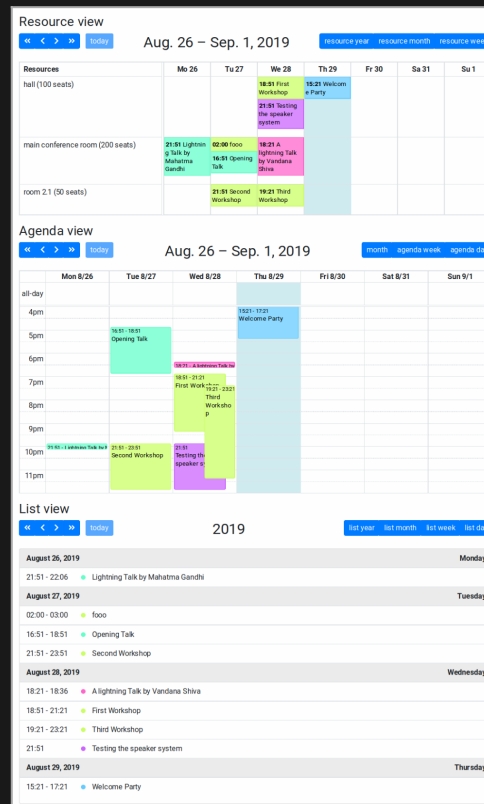 Resource view
today
Aug. 26 – Sep. 1, 2019
resource year resource month resource wee
Resources Mo 26 Tu 27 We 28 Th 29 Fr 30 Sa 31 Su 1
hall (100 seats)
18:51 First
Workshop
15:21 Welcom
e Party
21:51 Testing
the speaker
system
main conference room (200 seats)
21:51 Lightnin
g Talk by
Mahatma
Gandhi
02:00 fooo
16:51 Opening
Talk
18:21 A
lightning Talk
by Vandana
Shiva
room 2.1 (50 seats)
21:51 Second
Workshop
19:21 Third
Workshop
Agenda view
today
Aug. 26 – Sep. 1, 2019
month agenda week agenda da
Mon 8/26 Tue 8/27 Wed 8/28 Thu 8/29 Fri 8/30 Sat 8/31 Sun 9/1
all-day
4pm
15:21 - 17:21
Welcome Party
5pm
16:51 - 18:51
Opening Talk
6pm
18:21 - A lightning Talk by
7pm
18:51 - 21:21
First Workshop
19:21 - 23:21
Third
Worksho
p
8pm
9pm
10pm
21:51 - Lightning Talk by
21:51 - 23:51
Second Workshop
21:51
Testing the
speaker sy
11pm
List view
today
2019
list year list month list week list da
August 26, 2019 Monday
21:51 - 22:06 Lightning Talk by Mahatma Gandhi
August 27, 2019 Tuesday
02:00 - 03:00 fooo
16:51 - 18:51 Opening Talk
21:51 - 23:51 Second Workshop
August 28, 2019 Wednesday
18:21 - 18:36 A lightning Talk by Vandana Shiva
18:51 - 21:21 First Workshop
19:21 - 23:21 Third Workshop
21:51 Testing the speaker system
August 29, 2019 Thursday
15:21 - 17:21 Welcome Party